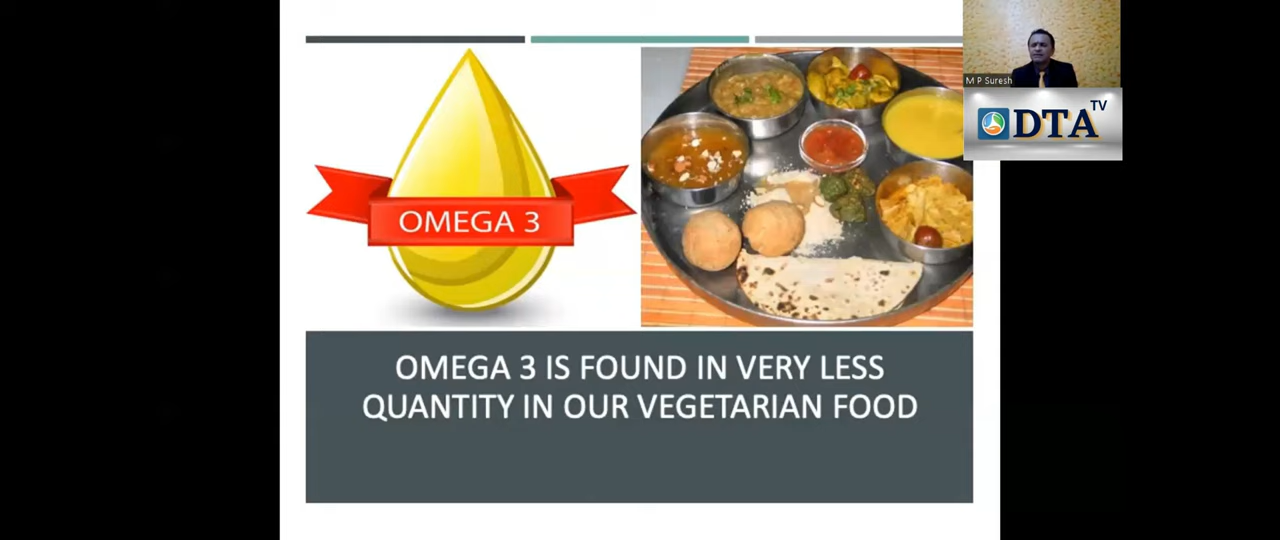 M P Suresh
DTA TV
OMEGA 3
OMEGA 3 IS FOUND IN VERY LESS
QUANTITY IN OUR VEGETARIAN FOOD